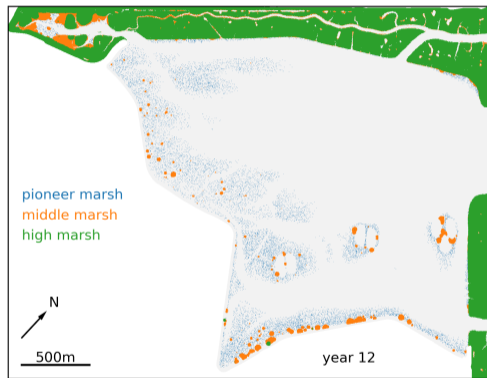 pioneer marsh
middle marsh
high marsh
N
500m
year 12